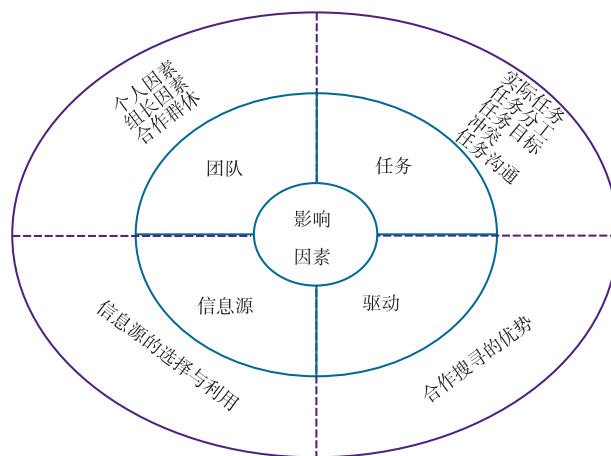 个人因素
组长因素
合作群体
实际任务
任务分工
任务目标
冲突
任务沟通
团队
任务
影响
因素
信息源
驱动
信息源的选择与利用
合作搜寻的优势